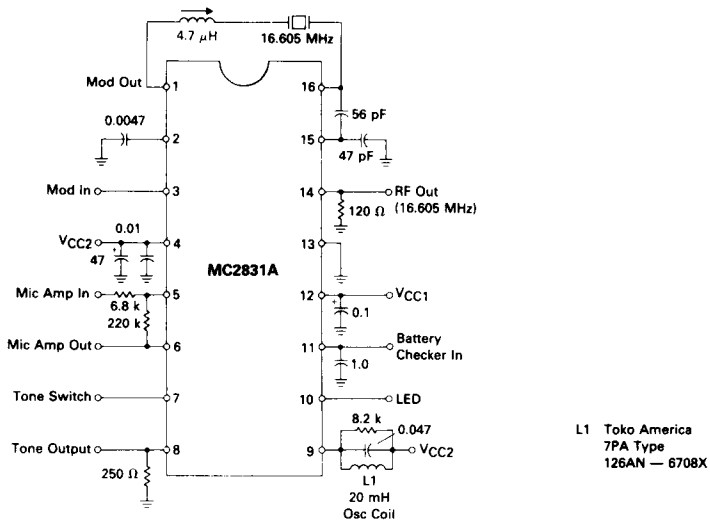 4.7 μH
16.605 MHz
Mod Out
1
16
56 pF
0.0047
2
15
47 pF
Mod in
3
14
RF Out
(16.605 MHz)
120 Ω
VCC2
0.01
+
47
4
13
MC2831A
Mic Amp In
5
6.8 k
220 k
12
VCC1
+
0.1
Mic Amp Out
6
11
Battery
Checker In
1.0
Tone Switch
7
10
LED
8.2 k
0.047
Tone Output
8
9
VCC2
250 Ω
L1
20 mH
Osc Coil
L1 Toko America
7PA Type
126AN — 6708X